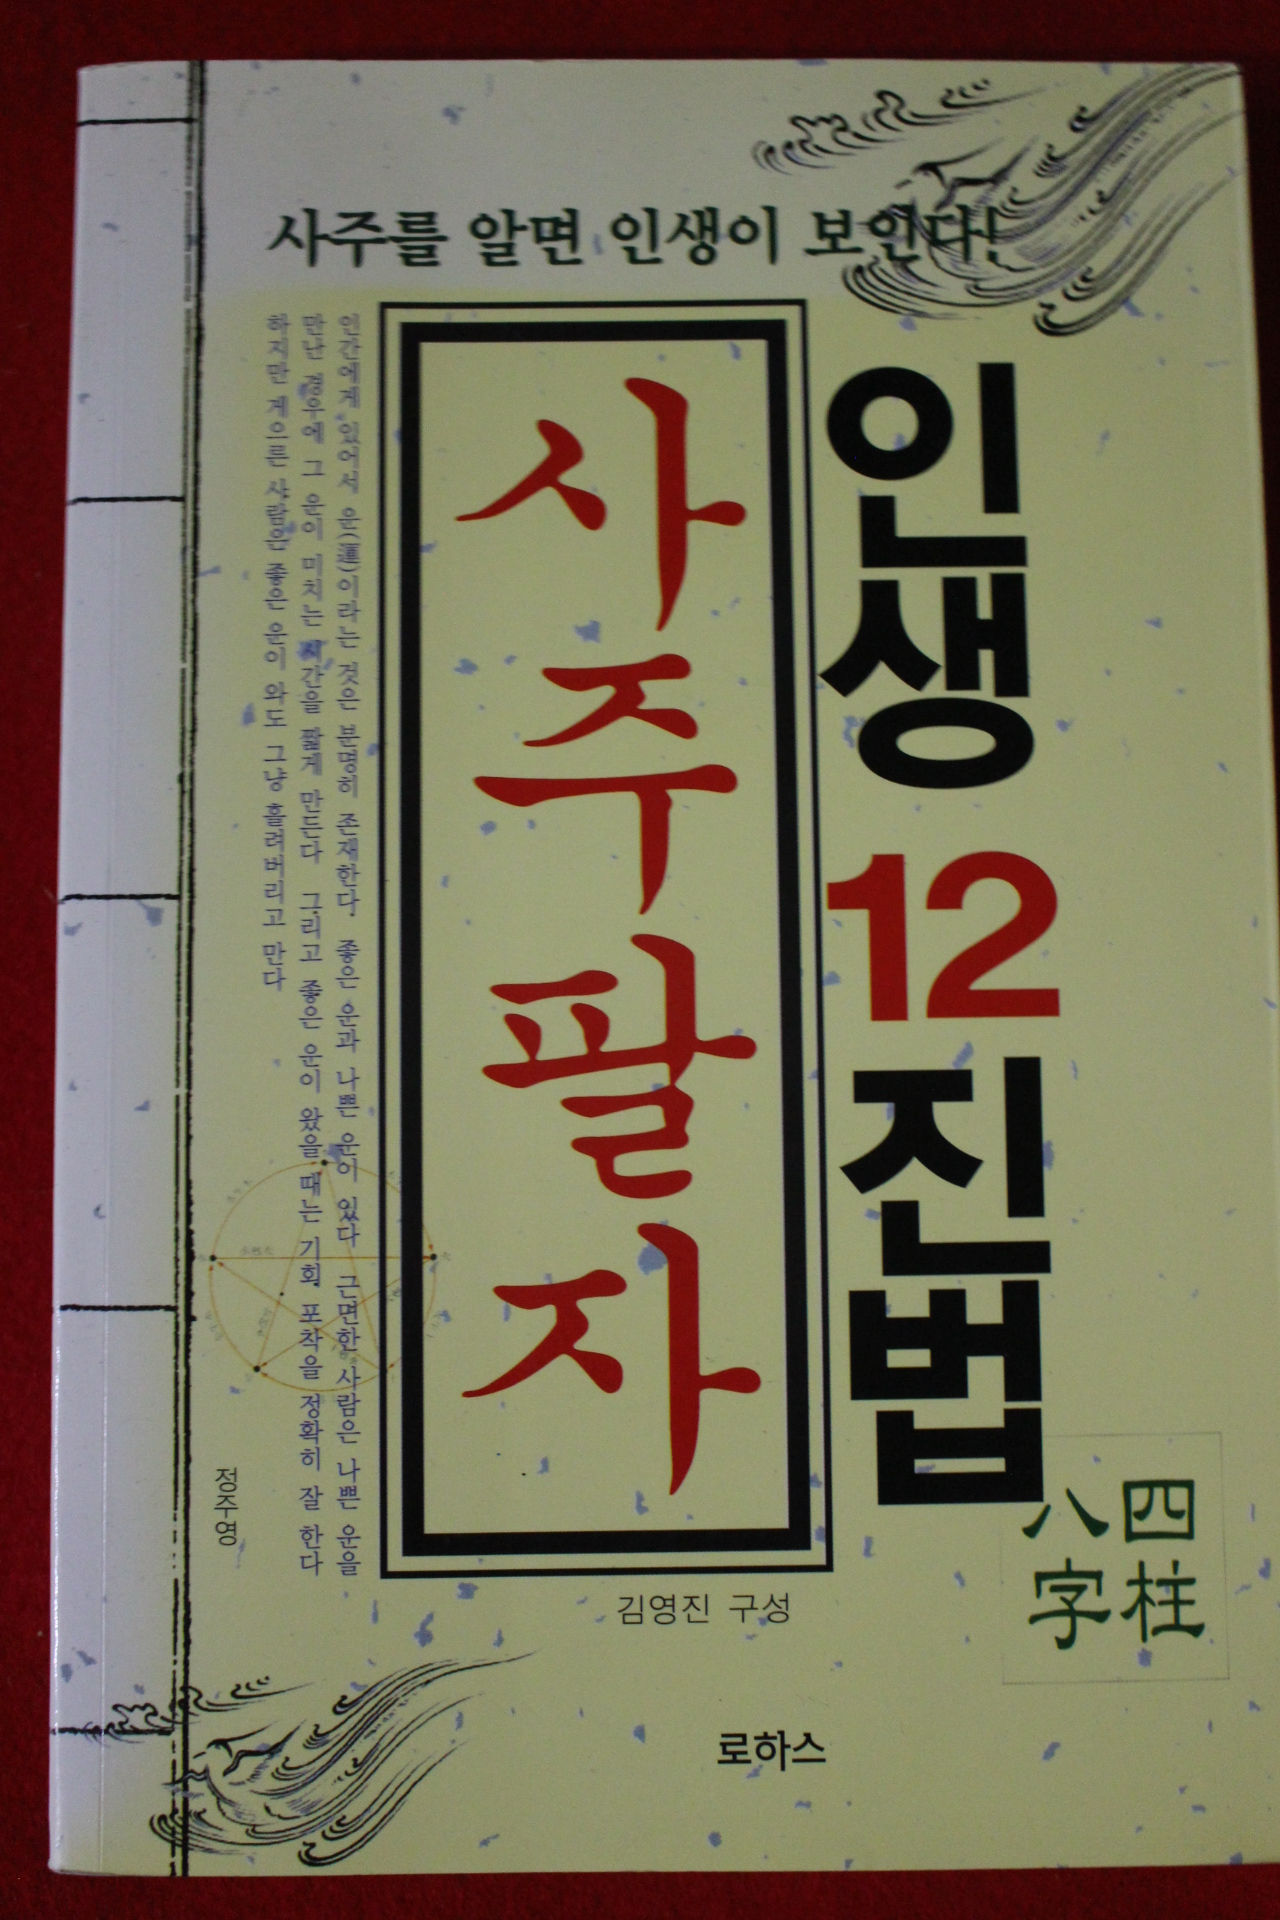 사주를 알면 인생이 보인다!
인생 12 진법
사주팔자
인간에게 있어서 운(運)이라는 것은 분명히 존재한다. 좋은 운과 나쁜 운이 있다 근면한 사람은 나쁜 운을
만난 경우에 그 운이 미치는 시간을 짧게 만든다 그리고 좋은 운이 왔을 때는 기회 포착을 정확히 잘 한다
하지만 게으른 사람은 좋은 운이 와도 그냥 흘려버리고 만다
정주영
四柱
八字
김영진 구성
로하스